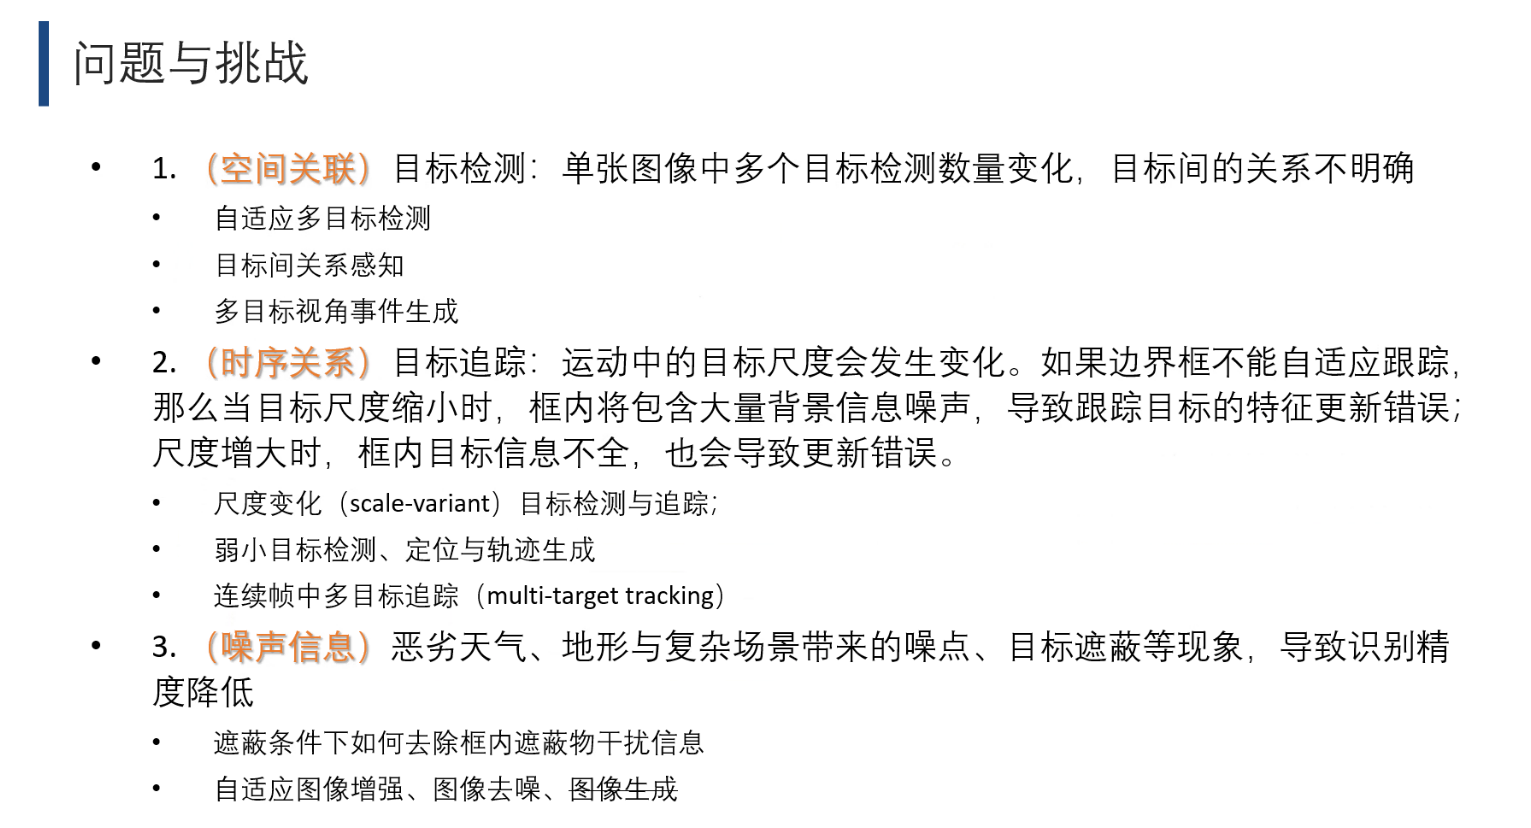 问题与挑战
• 1. （空间关联）目标检测：单张图像中多个目标检测数量变化，目标间的关系不明确
• 自适应多目标检测
• 目标间关系感知
• 多目标视角事件生成
• 2. （时序关系）目标追踪：运动中的目标尺度会发生变化。如果边界框不能自适应跟踪，
那么当目标尺度缩小时，框内将包含大量背景信息噪声，导致跟踪目标的特征更新错误；
尺度增大时，框内目标信息不全，也会导致更新错误。
• 尺度变化（scale-variant）目标检测与追踪；
• 弱小目标检测、定位与轨迹生成
• 连续帧中多目标追踪（multi-target tracking）
• 3. （噪声信息）恶劣天气、地形与复杂场景带来的噪点、目标遮蔽等现象，导致识别精
度降低
• 遮蔽条件下如何去除框内遮蔽物干扰信息
• 自适应图像增强、图像去噪、图像生成